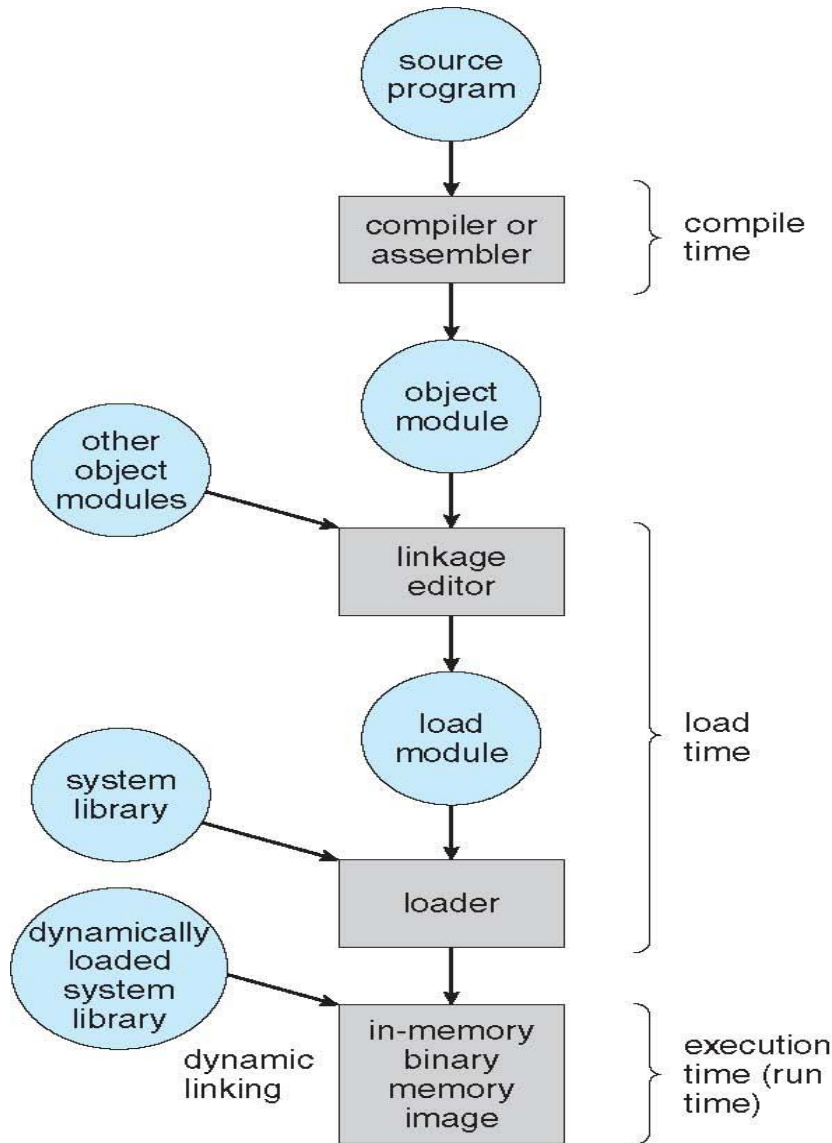 source
program
compiler or
assembler
compile
time
object
module
other
object
modules
linkage
editor
load
module
load
time
system
library
loader
dynamically
loaded
system
library
dynamic
linking
in-memory
binary
memory
image
execution
time (run
time)